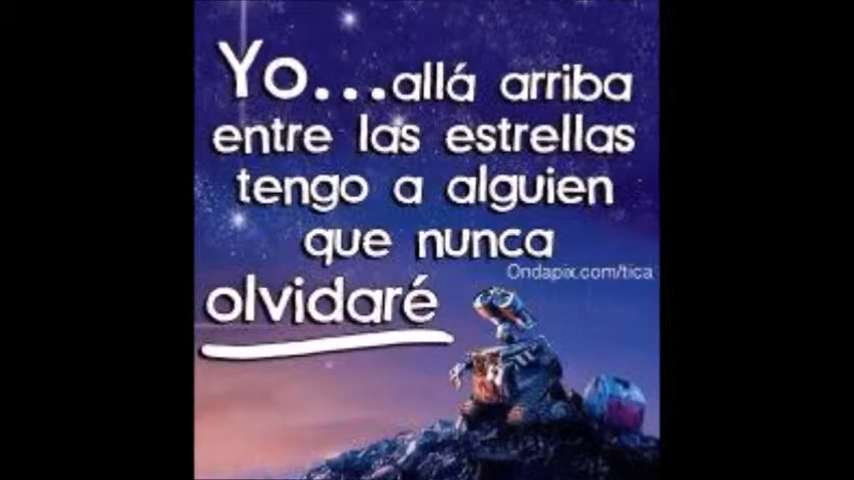 Yo...allá arriba
entre las estrellas
tengo a alguien
que nunca
Ondapix.com/tica
olvidaré